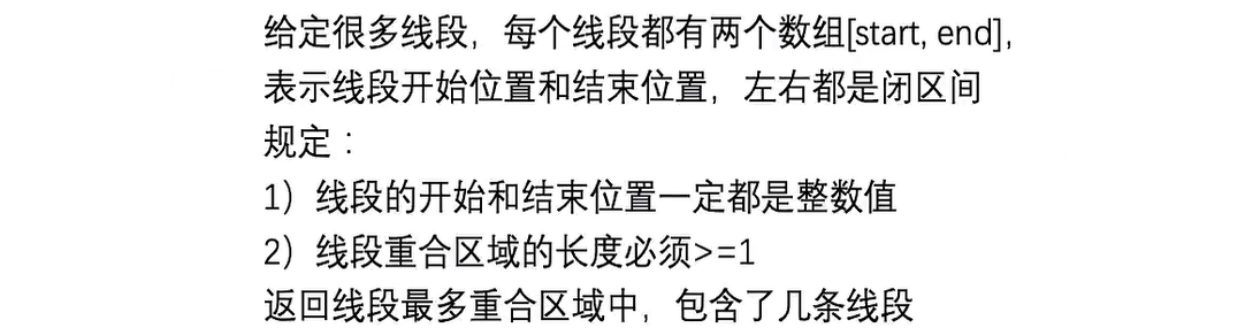 给定很多线段，每个线段都有两个数组[start, end],
表示线段开始位置和结束位置，左右都是闭区间
规定：
1）线段的开始和结束位置一定都是整数值
2）线段重合区域的长度必须>=1
返回线段最多重合区域中，包含了几条线段